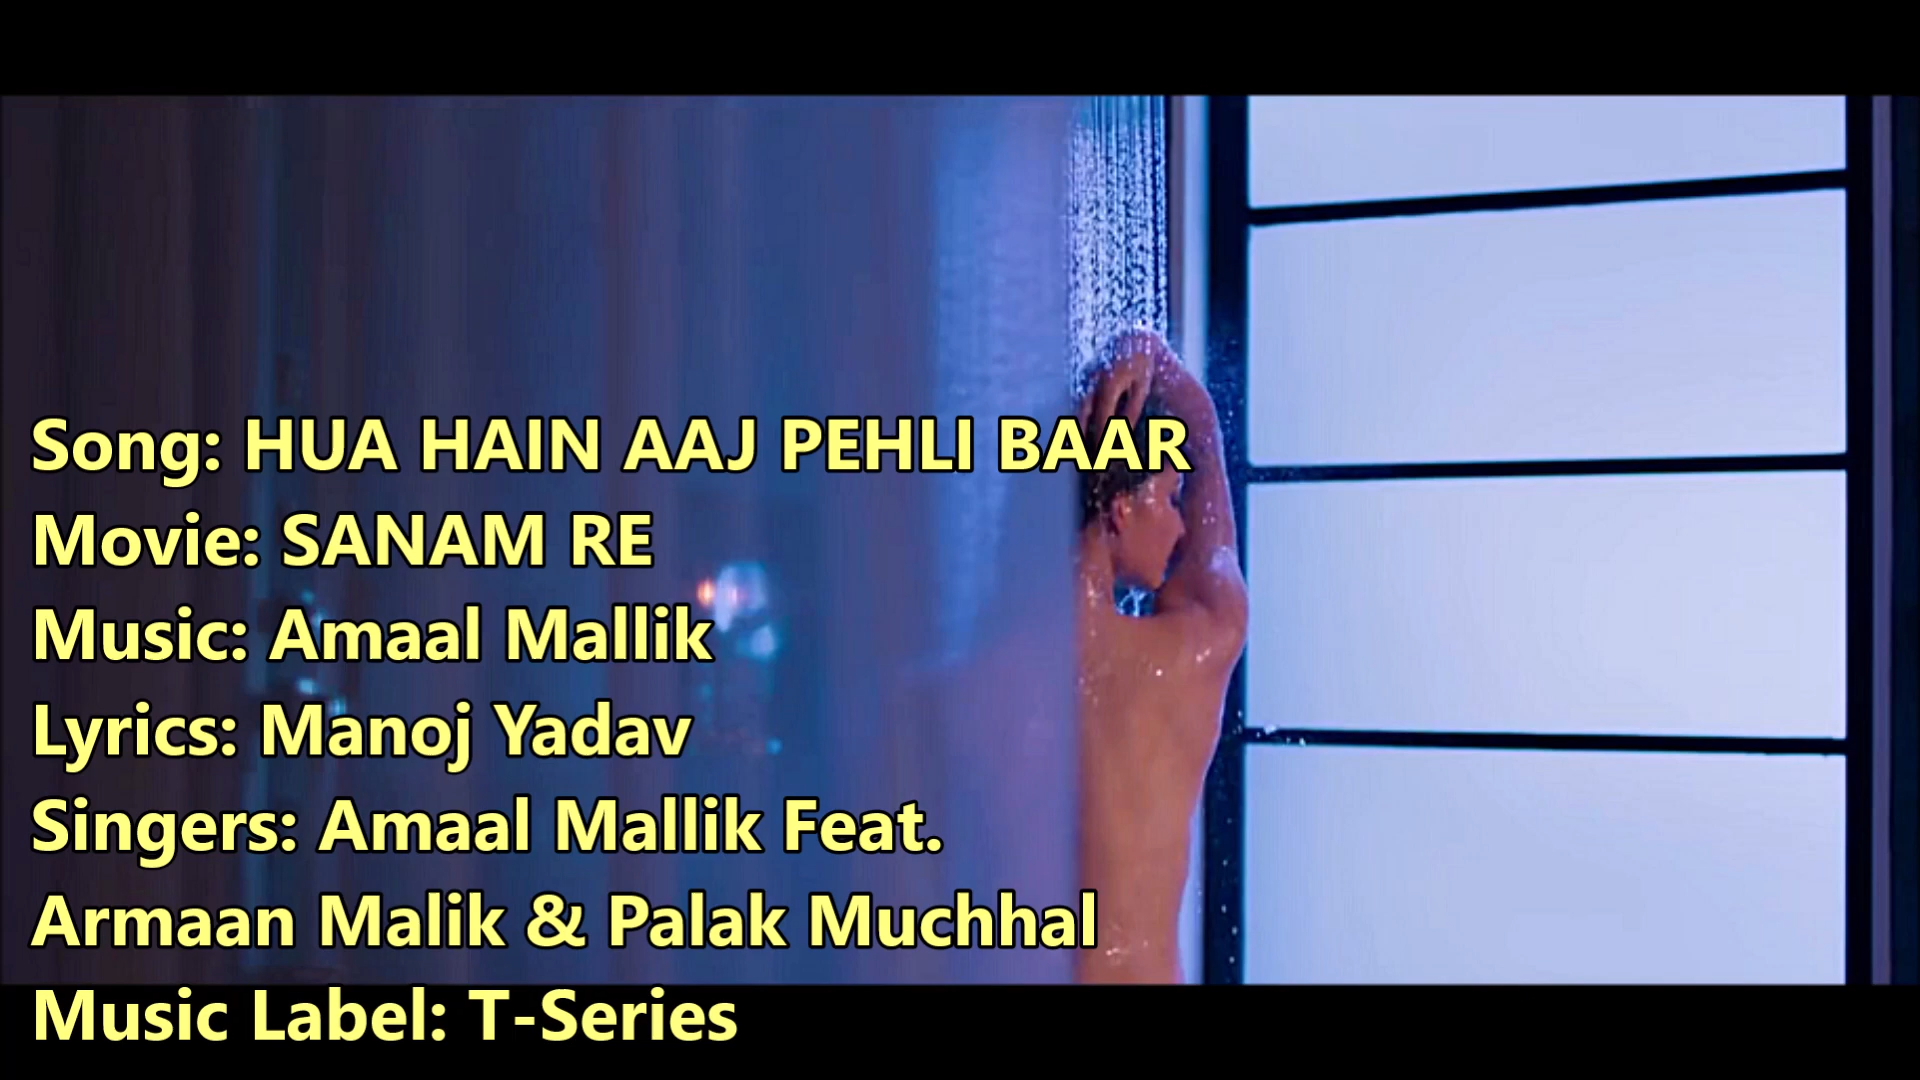 Song: HUA HAIN AAJ PEHLI BAAR
Movie: SANAM RE
Music: Amaal Mallik
Lyrics: Manoj Yadav
Singers: Amaal Mallik Feat.
Armaan Malik & Palak Muchhal
Music Label: T-Series